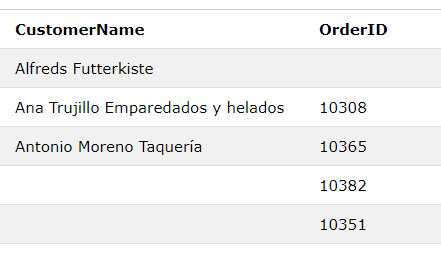 CustomerName OrderID
Alfreds Futterkiste
Ana Trujillo Emparedados y helados 10308
Antonio Moreno Taquería 10365
10382
10351